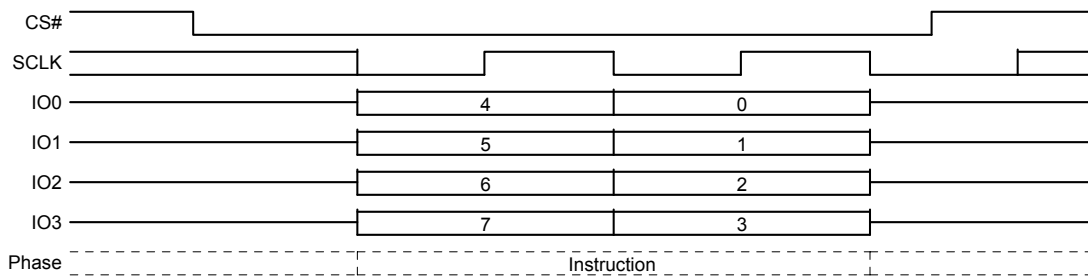 CS#
SCLK
IO0 4 0
IO1 5 1
IO2 6 2
IO3 7 3
Phase Instruction